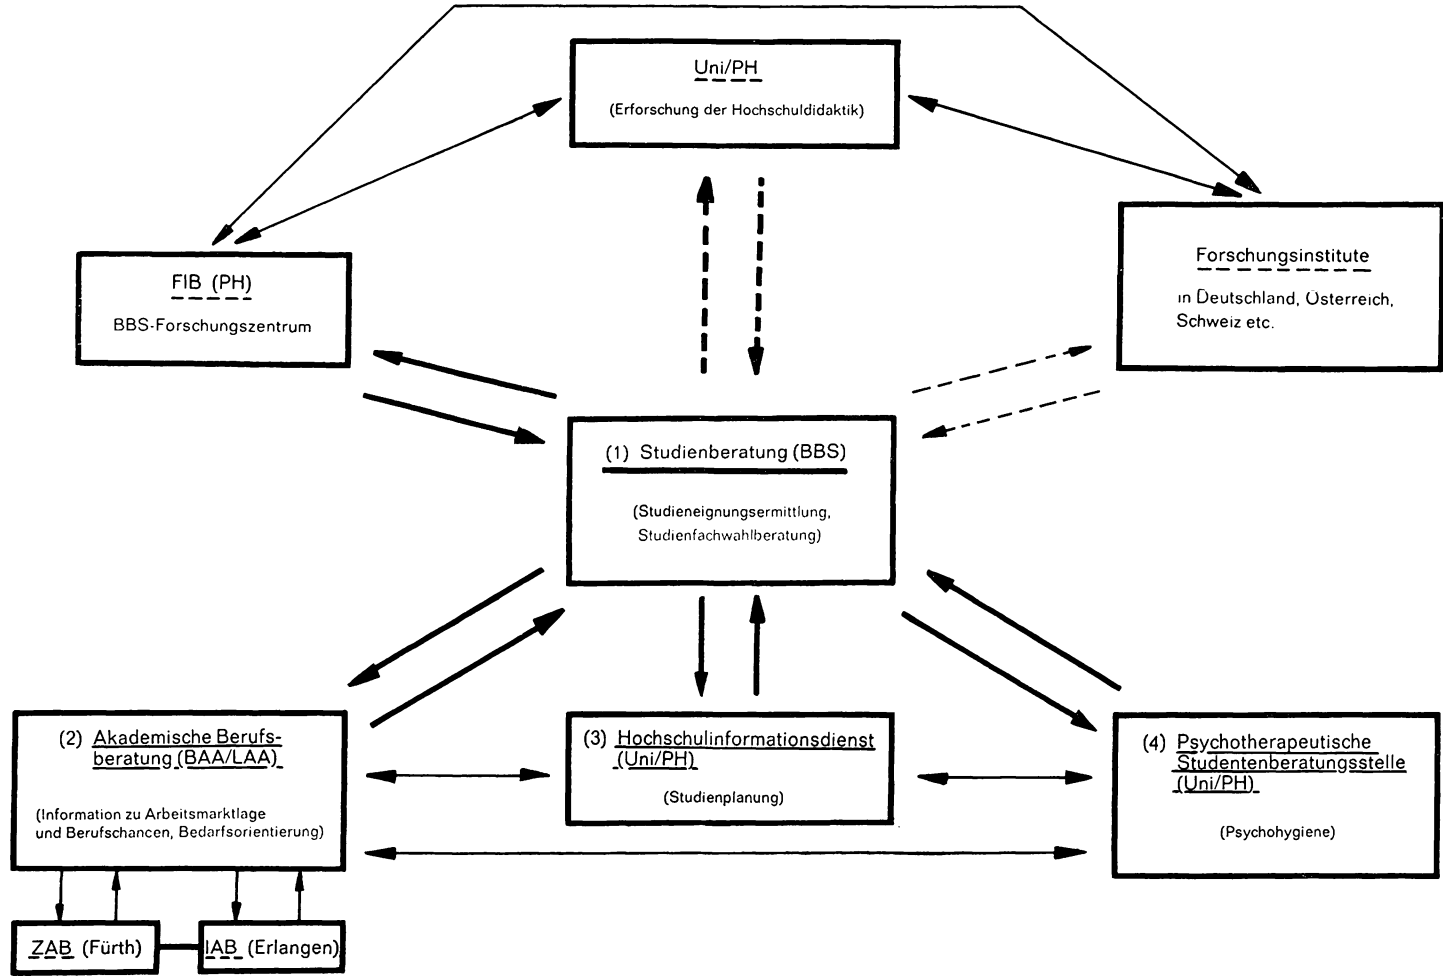 Uni/PH
(Erforschung der Hochschuldidaktik)
FIB (PH)
BBS-Forschungszentrum
Forschungsinstitute
in Deutschland, Österreich,
Schweiz etc.
(1) Studienberatung (BBS)
(Studieneignungsermittlung,
Studienfachwahlberatung)
(2) Akademische Berufs-
beratung (BAA/LAA)
(Information zu Arbeitsmarktlage
und Berufschancen, Bedarfsorientierung)
(3) Hochschulinformationsdienst
(Uni/PH)
(Studienplanung)
(4) Psychotherapeutische
Studentenberatungsstelle
(Uni/PH)
(Psychohygiene)
ZAB (Fürth)
IAB (Erlangen)